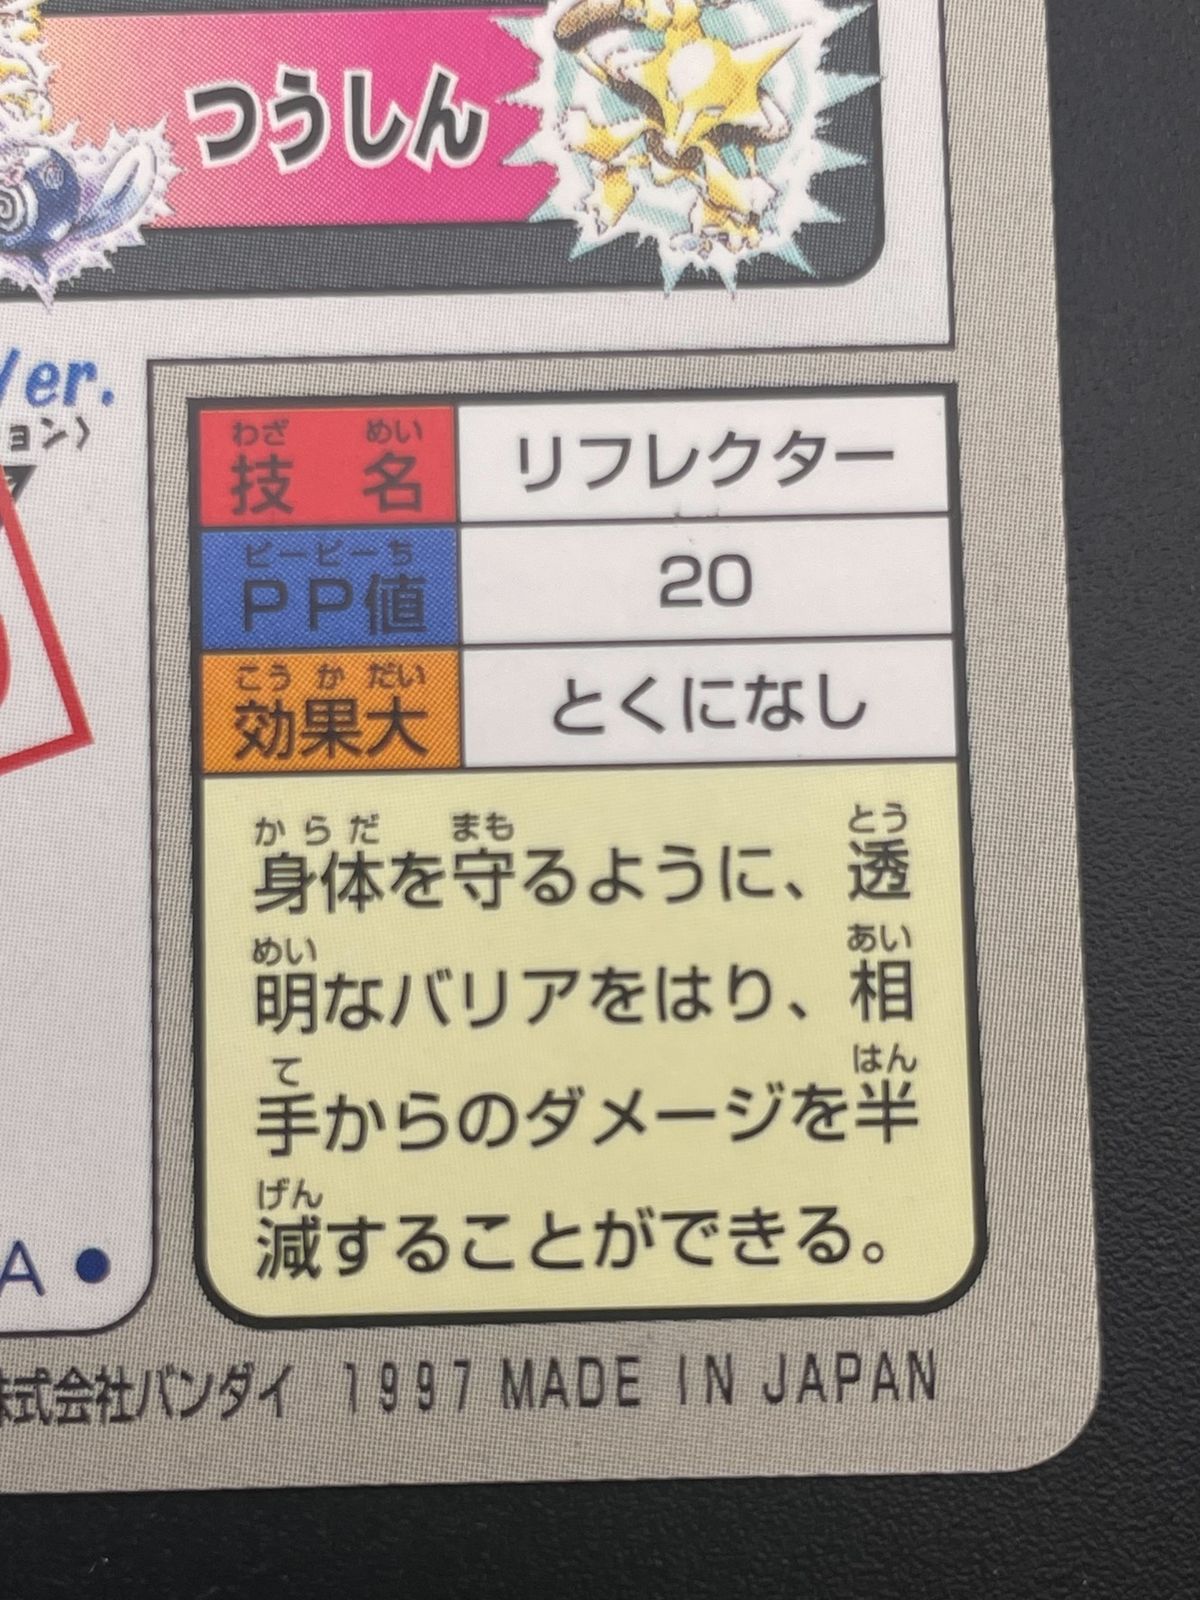 つうしん
Ver.
ョン〉
わざ めい
技 名
リフレクター
ピーピーち
PP値
20
こうかだい
効果大
とくになし
からだ まも とう
身体を守るように、透
めい あい
明なバリアをはり、相
て はん
手からのダメージを半
げん
減することができる。
A ●
株式会社バンダイ 1997 MADE IN JAPAN